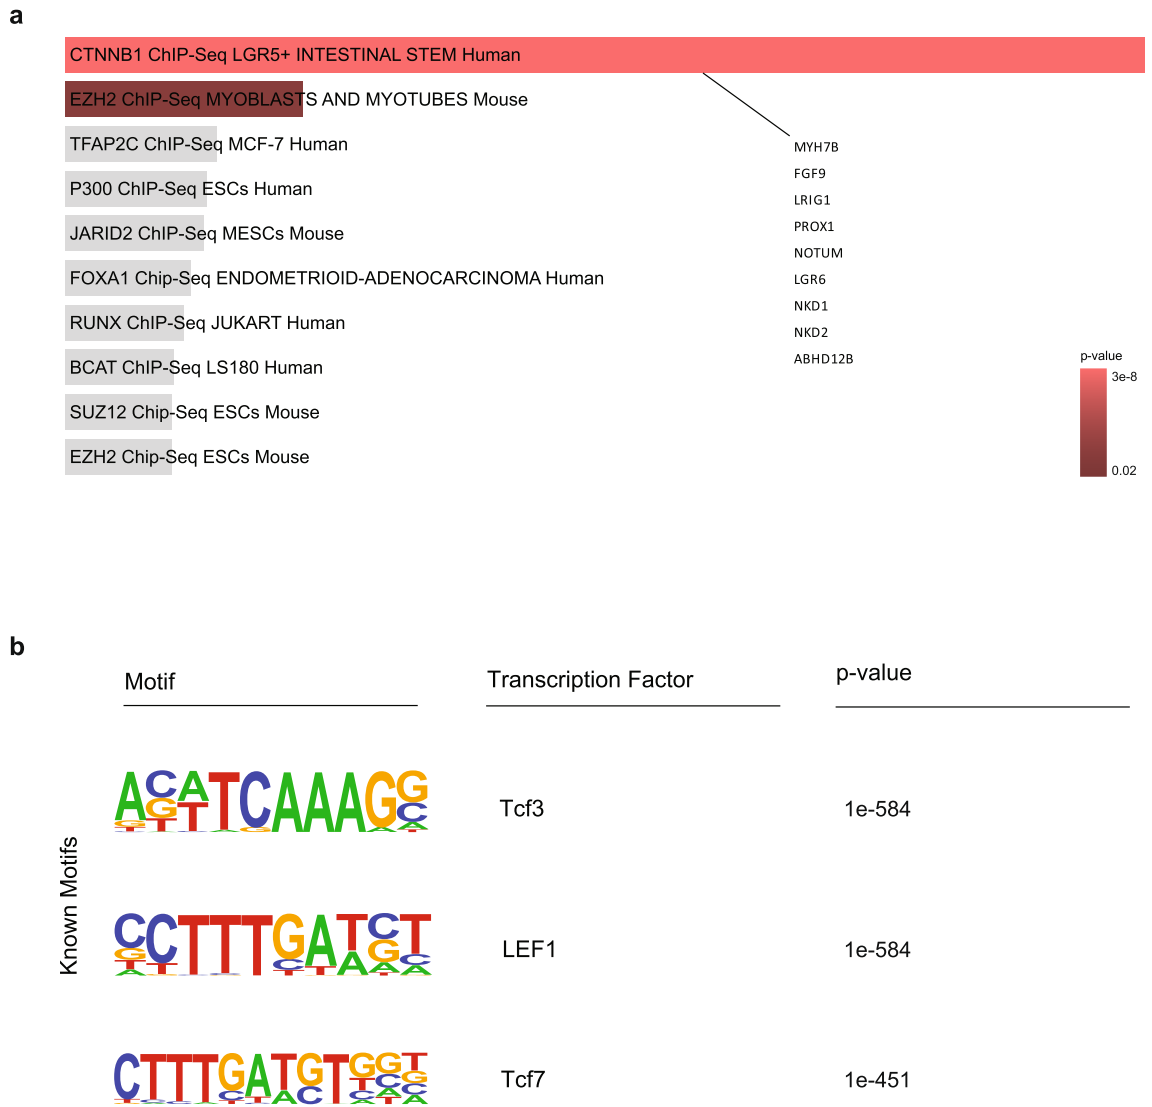 a
CTNNB1 ChIP-Seq LGR5+ INTESTINAL STEM Human
EZH2 ChIP-Seq MYOBLASTS AND MYOTUBES Mouse
TFAP2C ChIP-Seq MCF-7 Human
P300 ChIP-Seq ESCs Human
JARID2 ChIP-Seq MESCs Mouse
FOXA1 Chip-Seq ENDOMETRIOID-ADENOCARCINOMA Human
RUNX ChIP-Seq JUKART Human
BCAT ChIP-Seq LS180 Human
SUZ12 Chip-Seq ESCs Mouse
EZH2 Chip-Seq ESCs Mouse
MYH7B
FGF9
LRIG1
PROX1
NOTUM
LGR6
NKD1
NKD2
ABHD12B
p-value
3e-8
0.02
b
Motif Transcription Factor p-value
Known Motifs
ACATCAAAGG Tcf3 1e-584
CCTTTGATCT LEF1 1e-584
CTTTGATGTGGT Tcf7 1e-451